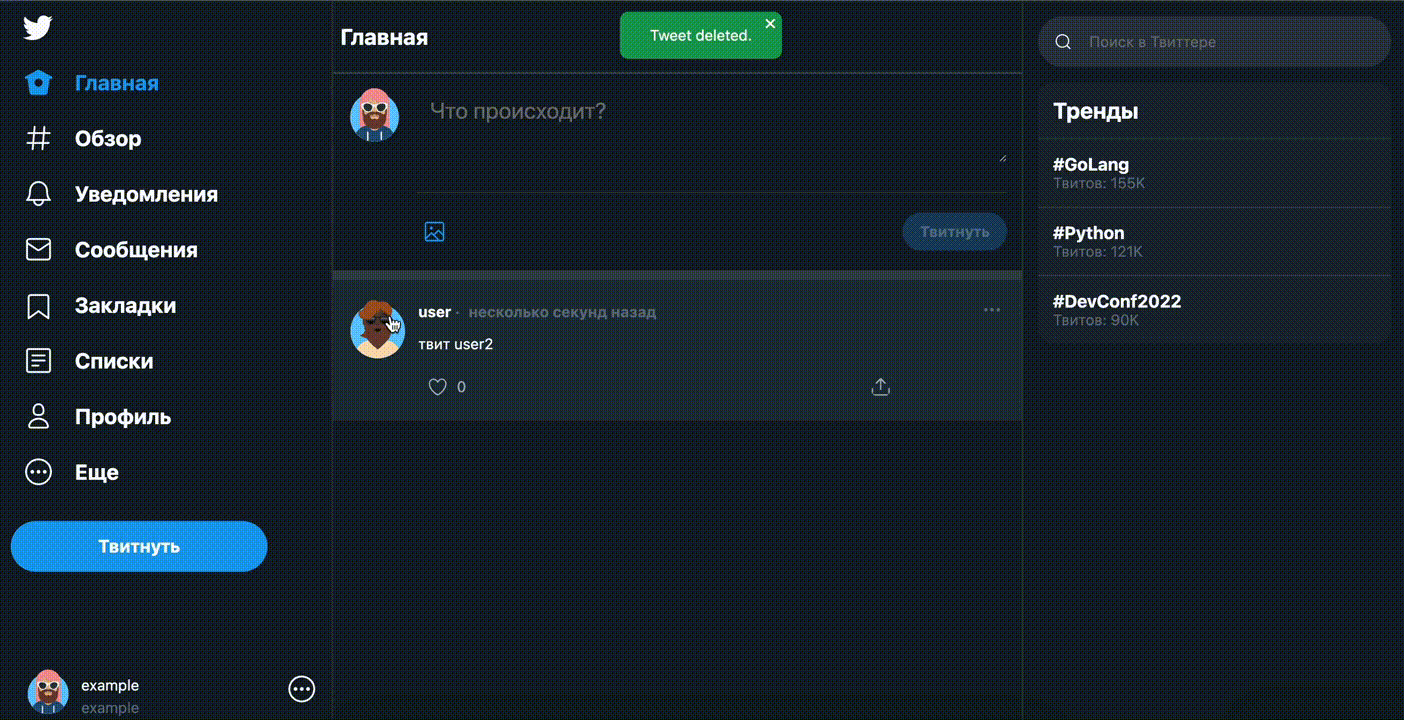 Главная
Обзор
Уведомления
Сообщения
Закладки
Списки
Профиль
Еще
Твитнуть
example
example
Главная
Tweet deleted.
Что происходит?
Твитнуть
user · несколько секунд назад
твит user2
0
Поиск в Твиттере
Тренды
#GoLang
Твитов: 155K
#Python
Твитов: 121K
#DevConf2022
Твитов: 90K